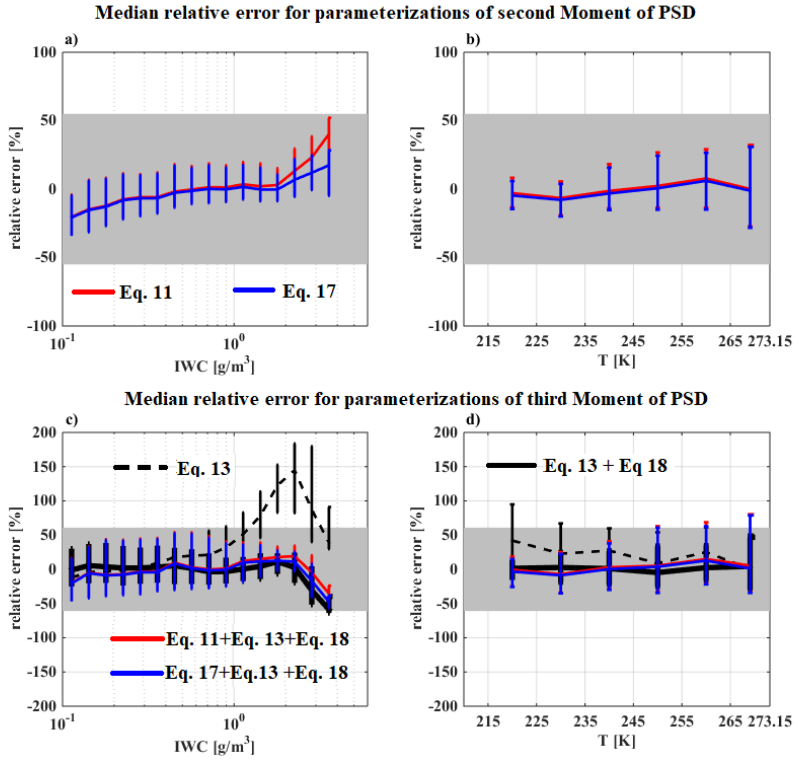 Median relative error for parameterizations of second Moment of PSD
a)
b)
100
50
0
-50
-100
relative error [%]
Eq. 11
Eq. 17
10^-1
10^0
IWC [g/m^3]
100
50
0
-50
-100
relative error [%]
215
225
235
245
255
265
273.15
T [K]
Median relative error for parameterizations of third Moment of PSD
c)
d)
200
150
100
50
0
-50
-100
-150
-200
relative error [%]
Eq. 13
Eq. 11+Eq. 13+Eq. 18
Eq. 17+Eq.13 +Eq. 18
10^-1
10^0
IWC [g/m^3]
200
150
100
50
0
-50
-100
-150
-200
relative error [%]
Eq. 13 + Eq 18
215
225
235
245
255
265
273.15
T [K]